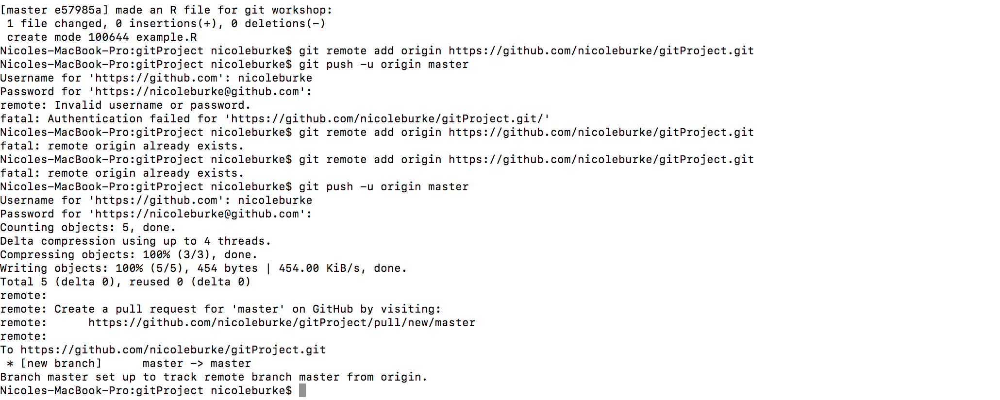 [master e57985a] made an R file for git workshop:
 1 file changed, 0 insertions(+), 0 deletions(-)
 create mode 100644 example.R
Nicoles-MacBook-Pro:gitProject nicoleburke$ git remote add origin https://github.com/nicoleburke/gitProject.git
Nicoles-MacBook-Pro:gitProject nicoleburke$ git push -u origin master
Username for 'https://github.com': nicoleburke
Password for 'https://nicoleburke@github.com':
remote: Invalid username or password.
fatal: Authentication failed for 'https://github.com/nicoleburke/gitProject.git/'
Nicoles-MacBook-Pro:gitProject nicoleburke$ git remote add origin https://github.com/nicoleburke/gitProject.git
fatal: remote origin already exists.
Nicoles-MacBook-Pro:gitProject nicoleburke$ git remote add origin https://github.com/nicoleburke/gitProject.git
fatal: remote origin already exists.
Nicoles-MacBook-Pro:gitProject nicoleburke$ git push -u origin master
Username for 'https://github.com': nicoleburke
Password for 'https://nicoleburke@github.com':
Counting objects: 5, done.
Delta compression using up to 4 threads.
Compressing objects: 100% (3/3), done.
Writing objects: 100% (5/5), 454 bytes | 454.00 KiB/s, done.
Total 5 (delta 0), reused 0 (delta 0)
remote:
remote: Create a pull request for 'master' on GitHub by visiting:
remote:      https://github.com/nicoleburke/gitProject/pull/new/master
remote:
To https://github.com/nicoleburke/gitProject.git
 * [new branch]      master -> master
Branch master set up to track remote branch master from origin.
Nicoles-MacBook-Pro:gitProject nicoleburke$